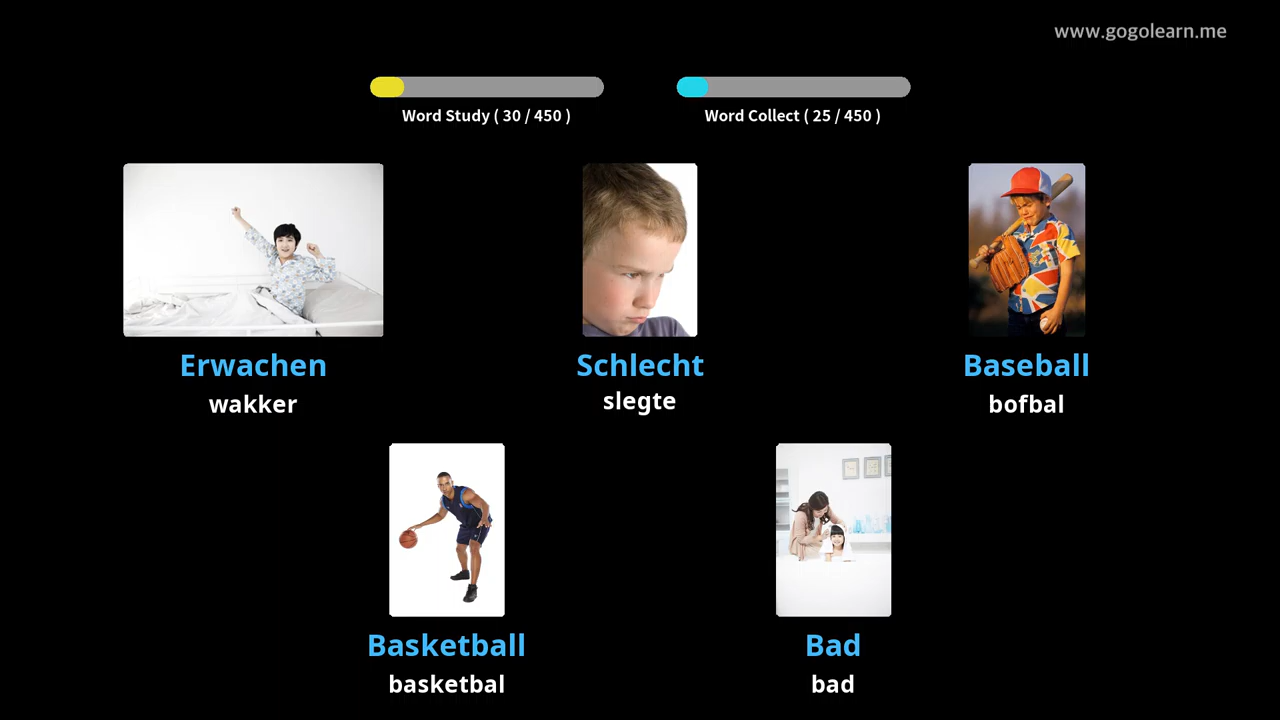 www.gogolearn.me
Word Study ( 30 / 450 )
Word Collect ( 25 / 450 )
Erwachen
wakker
Schlecht
slegte
Baseball
bofbal
Basketball
basketbal
Bad
bad